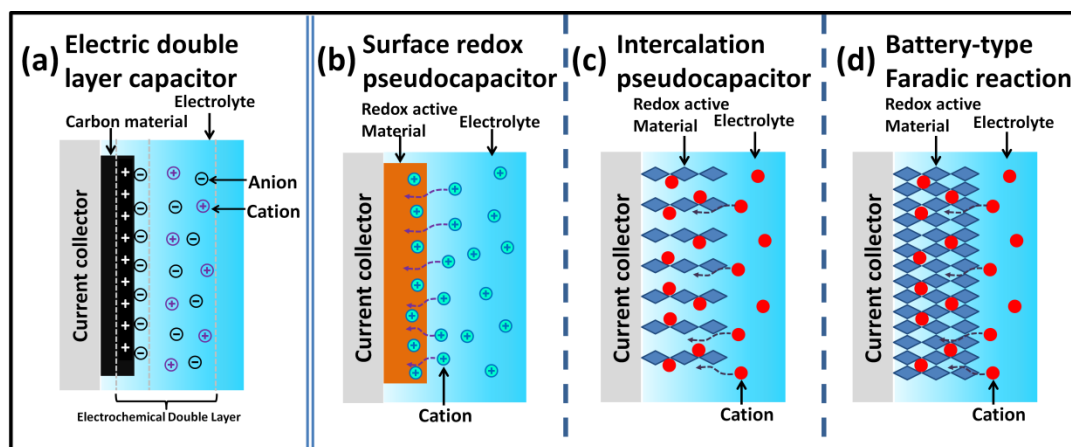 (a) Electric double
layer capacitor
Electrolyte
Carbon material
Current collector
+ + + + + + + +
− − − − − − − −
+ −
− +
+ −
− +
+ −
− +
+ −
Anion
Cation
Electrochemical Double Layer
(b) Surface redox
pseudocapacitor
Redox active
Material
Electrolyte
Current collector
Cation
(c) Intercalation
pseudocapacitor
Redox active
Material
Electrolyte
Current collector
Cation
(d) Battery-type
Faradic reaction
Redox active
Material
Electrolyte
Current collector
Cation